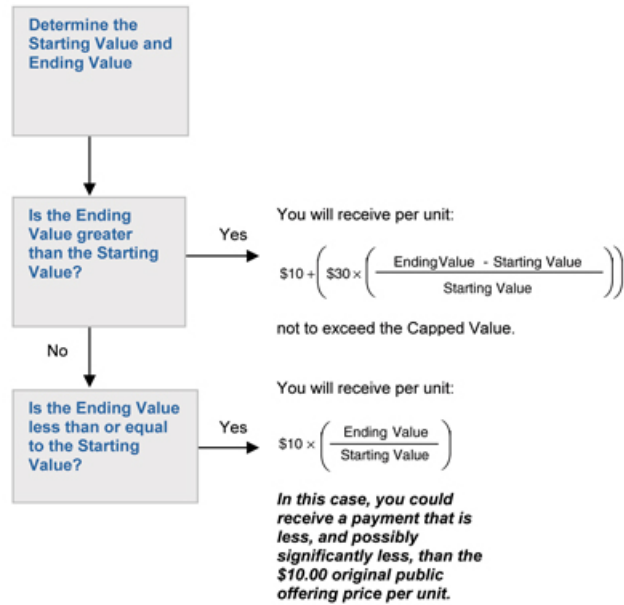 Determine the
Starting Value and
Ending Value
Is the Ending
Value greater
than the Starting
Value?
Yes
You will receive per unit:
$10 + ( $30 × ( EndingValue - Starting Value
Starting Value ) )
not to exceed the Capped Value.
No
Is the Ending Value
less than or equal
to the Starting
Value?
Yes
You will receive per unit:
$10 × ( Ending Value
Starting Value )
In this case, you could
receive a payment that is
less, and possibly
significantly less, than the
$10.00 original public
offering price per unit.